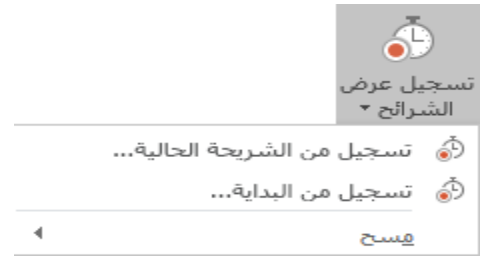 تسجيل عرض
الشرائح
تسجيل من الشريحة الحالية...
تسجيل من البداية...
مسح